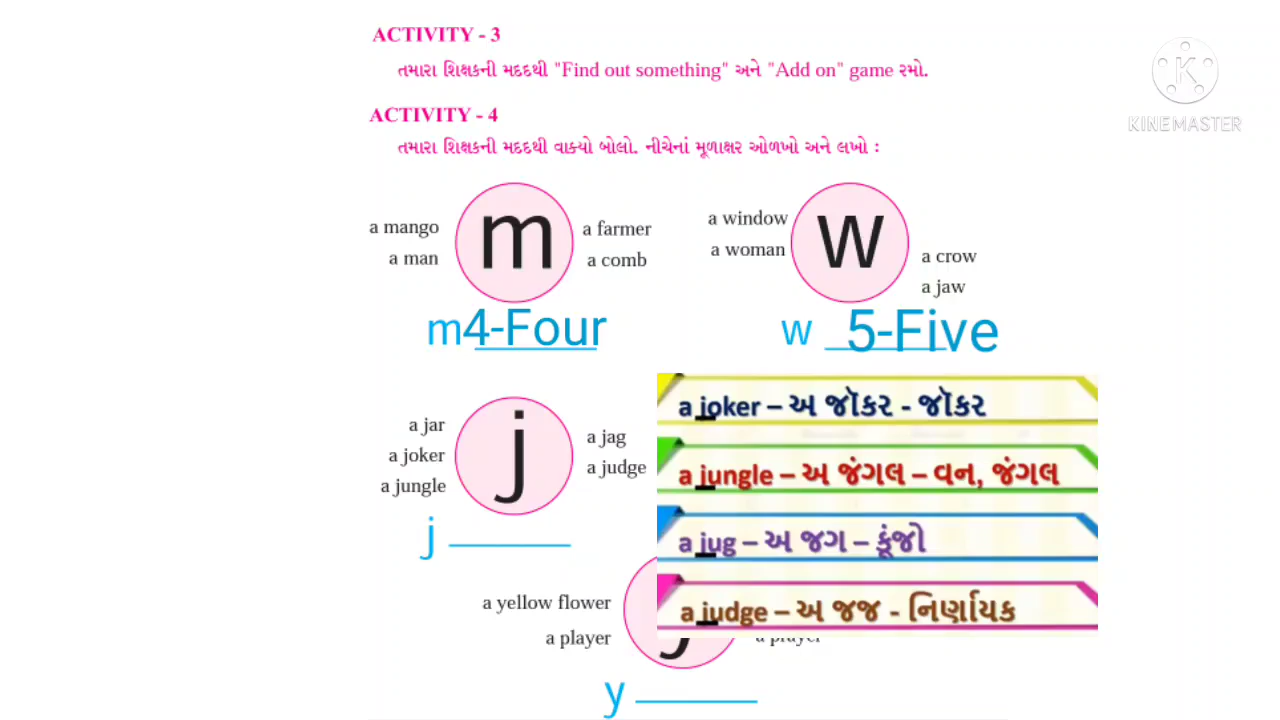 ACTIVITY - 3
તમારા શિક્ષકની મદદથી "Find out something" અને "Add on" game રમો.
KINEMASTER
ACTIVITY - 4
તમારા શિક્ષકની મદદથી વાક્યો બોલો. નીચેનાં મૂળાક્ષર ઓળખો અને લખો :
a mango
a man
m
a farmer
a comb
m4-Four
a window
a woman
w
a crow
a jaw
w 5-Five
a jar
a joker
a jungle
j
a jag
a judge
j
a joker – અ જૉકર - જૉકર
a jungle – અ જંગલ – વન, જંગલ
a jug – અ જગ – કૂંજો
a judge – અ જજ - નિર્ણાયક
a yellow flower
a player
a prayer
y